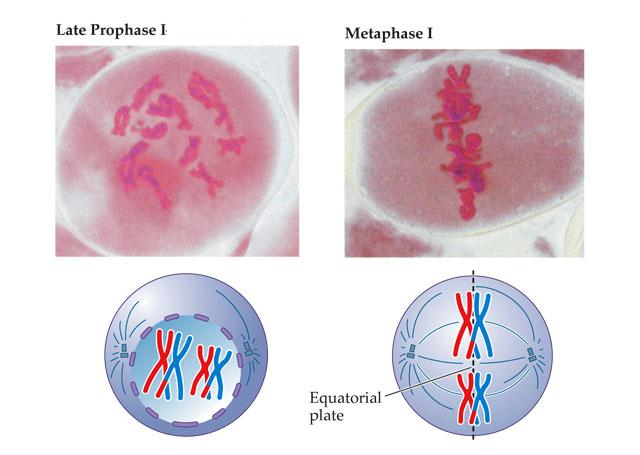 Late Prophase I
Metaphase I
Equatorial
plate